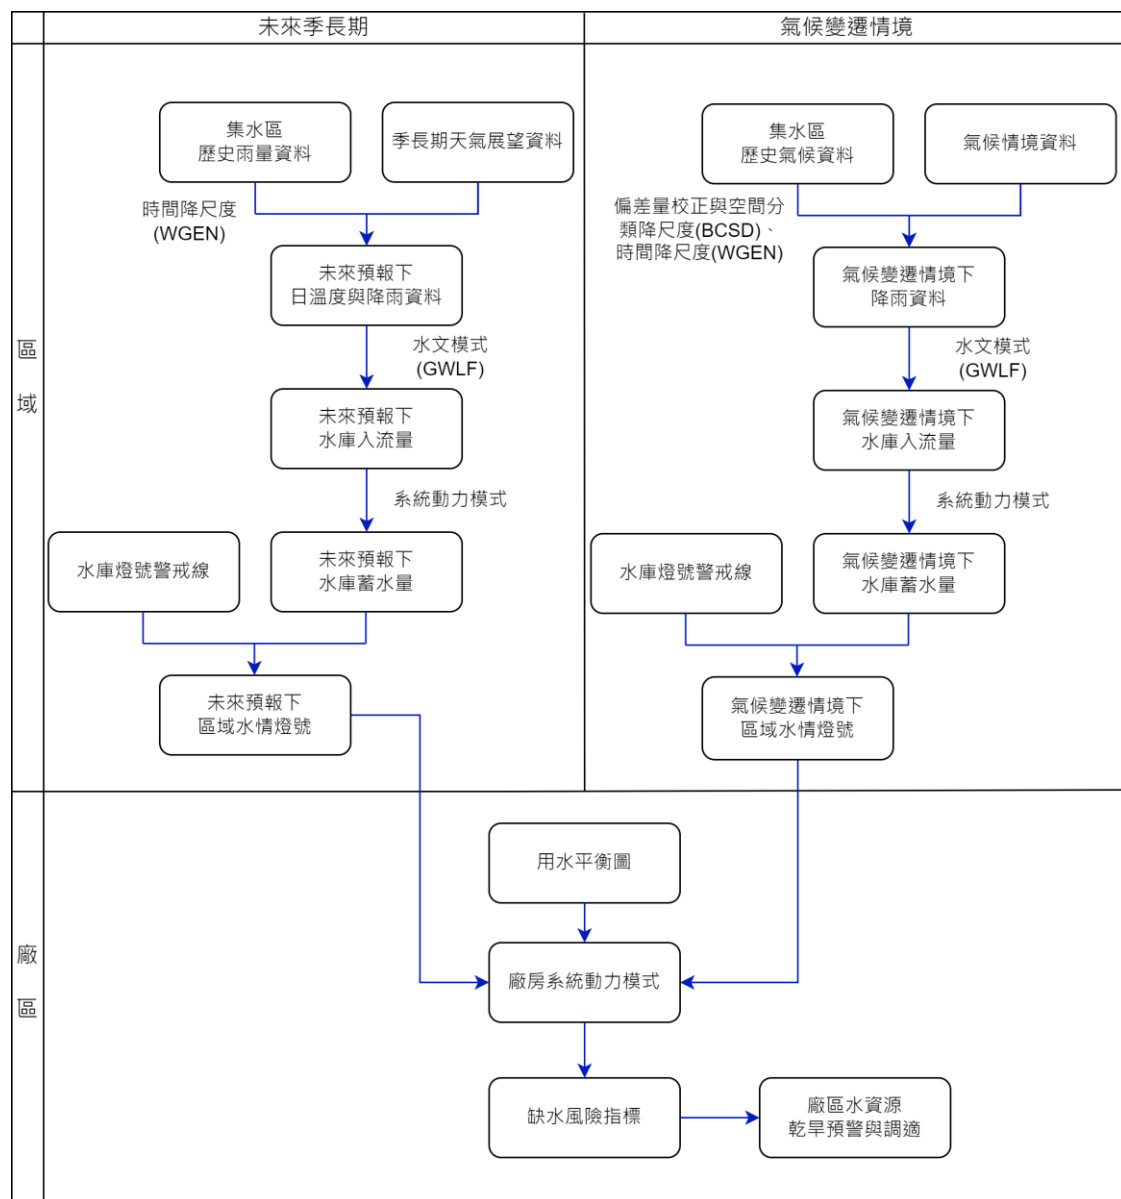 未來季長期
氣候變遷情境
區
域
集水區
歷史雨量資料
季長期天氣展望資料
時間降尺度
(WGEN)
未來預報下
日溫度與降雨資料
水文模式
(GWLF)
未來預報下
水庫入流量
系統動力模式
水庫燈號警戒線
未來預報下
水庫蓄水量
未來預報下
區域水情燈號
集水區
歷史氣候資料
氣候情境資料
偏差量校正與空間分
類降尺度(BCSD)、
時間降尺度(WGEN)
氣候變遷情境下
降雨資料
水文模式
(GWLF)
氣候變遷情境下
水庫入流量
系統動力模式
水庫燈號警戒線
氣候變遷情境下
水庫蓄水量
氣候變遷情境下
區域水情燈號
廠
區
用水平衡圖
廠房系統動力模式
缺水風險指標
廠區水資源
乾旱預警與調適